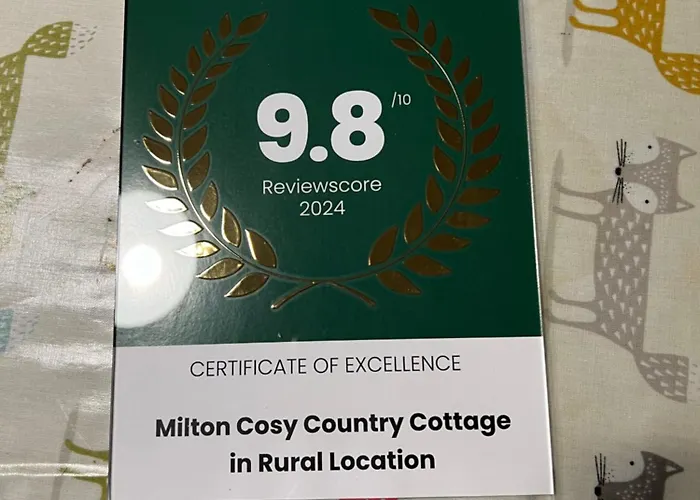 9.8 /10
Reviewscore
2024
CERTIFICATE OF EXCELLENCE
Milton Cosy Country Cottage
in Rural Location